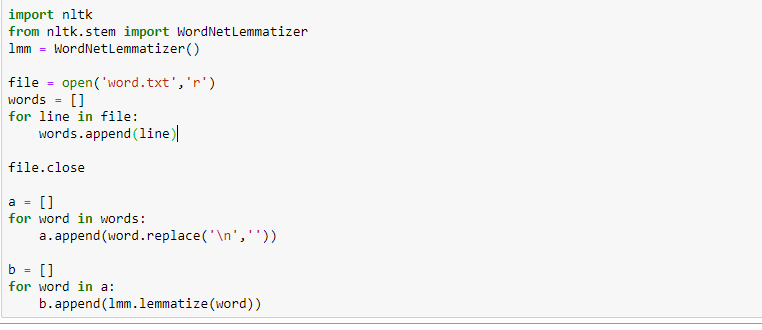 import nltk
from nltk.stem import WordNetLemmatizer
lmm = WordNetLemmatizer()
file = open('word.txt','r')
words = []
for line in file:
    words.append(line)
file.close
a = []
for word in words:
    a.append(word.replace('\n',''))
b = []
for word in a:
    b.append(lmm.lemmatize(word))